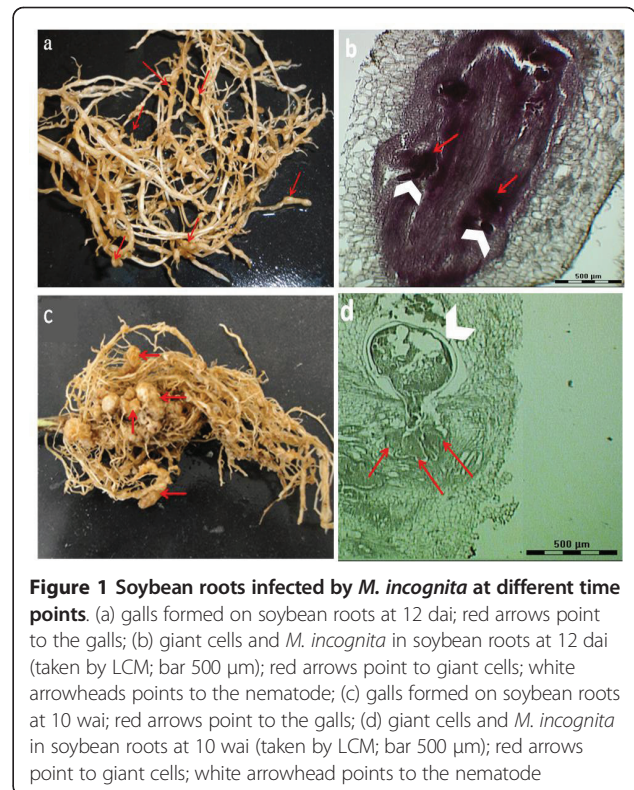 a
b
500 µm
c
d
500 µm
Figure 1 Soybean roots infected by M. incognita at different time
points. (a) galls formed on soybean roots at 12 dai; red arrows point
to the galls; (b) giant cells and M. incognita in soybean roots at 12 dai
(taken by LCM; bar 500 µm); red arrows point to giant cells; white
arrowheads points to the nematode; (c) galls formed on soybean roots
at 10 wai; red arrows point to the galls; (d) giant cells and M. incognita
in soybean roots at 10 wai (taken by LCM; bar 500 µm); red arrows
point to giant cells; white arrowhead points to the nematode